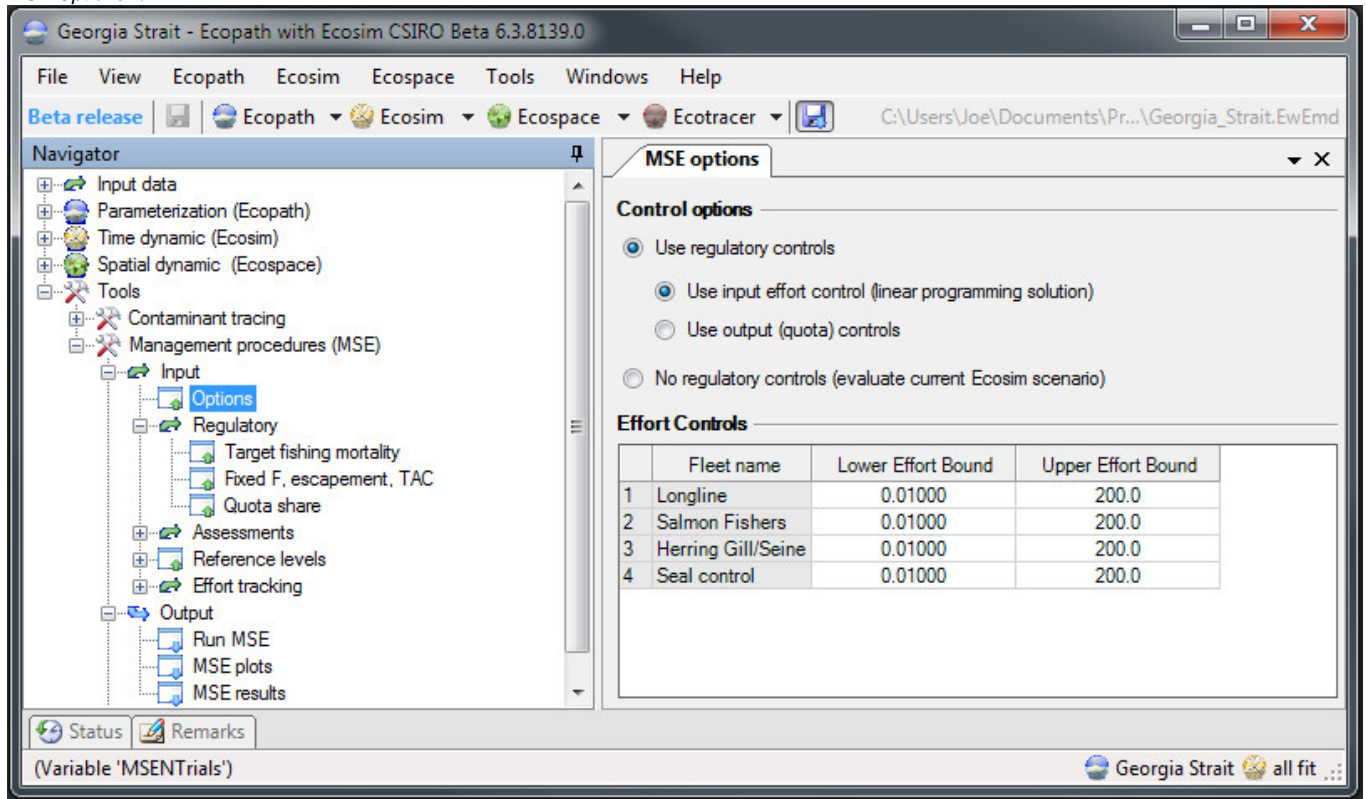 Georgia Strait - Ecopath with Ecosim CSIRO Beta 6.3.8139.0
File View Ecopath Ecosim Ecospace Tools Windows Help
Beta release Ecopath Ecosim Ecospace Ecotracer C:\Users\Joe\Documents\Pr...\Georgia_Strait.EwEmd
Navigator
Input data
Parameterization (Ecopath)
Time dynamic (Ecosim)
Spatial dynamic (Ecospace)
Tools
Contaminant tracing
Management procedures (MSE)
Input
Options
Regulatory
Target fishing mortality
Fixed F, escapement, TAC
Quota share
Assessments
Reference levels
Effort tracking
Output
Run MSE
MSE plots
MSE results
MSE options
Control options
Use regulatory controls
Use input effort control (linear programming solution)
Use output (quota) controls
No regulatory controls (evaluate current Ecosim scenario)
Effort Controls
Fleet name Lower Effort Bound Upper Effort Bound
1 Longline 0.01000 200.0
2 Salmon Fishers 0.01000 200.0
3 Herring Gill/Seine 0.01000 200.0
4 Seal control 0.01000 200.0
Status Remarks
(Variable 'MSENTrials') Georgia Strait all fit